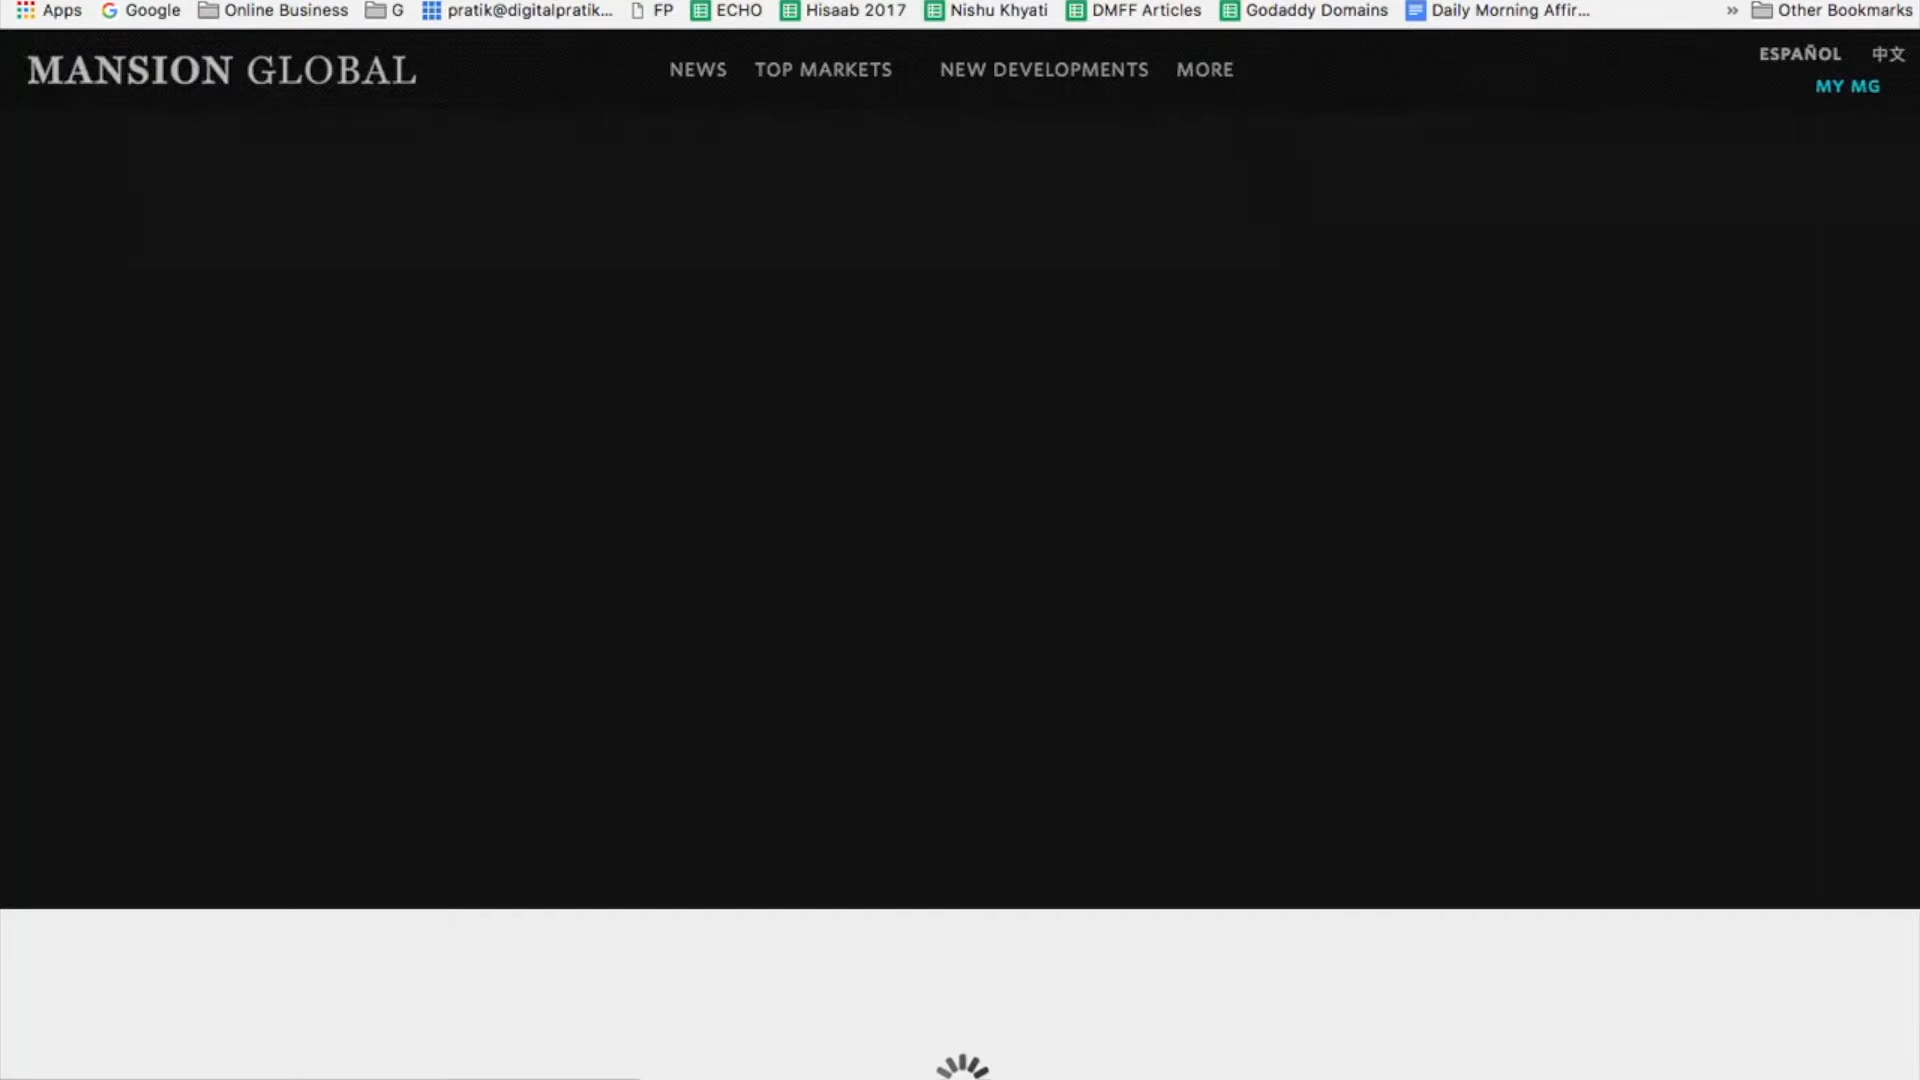 Apps Google Online Business G pratik@digitalpratik... FP ECHO Hisaab 2017 Nishu Khyati DMFF Articles Godaddy Domains Daily Morning Affir... » Other Bookmarks
MANSION GLOBAL NEWS TOP MARKETS NEW DEVELOPMENTS MORE ESPAÑOL 中文
MY MG